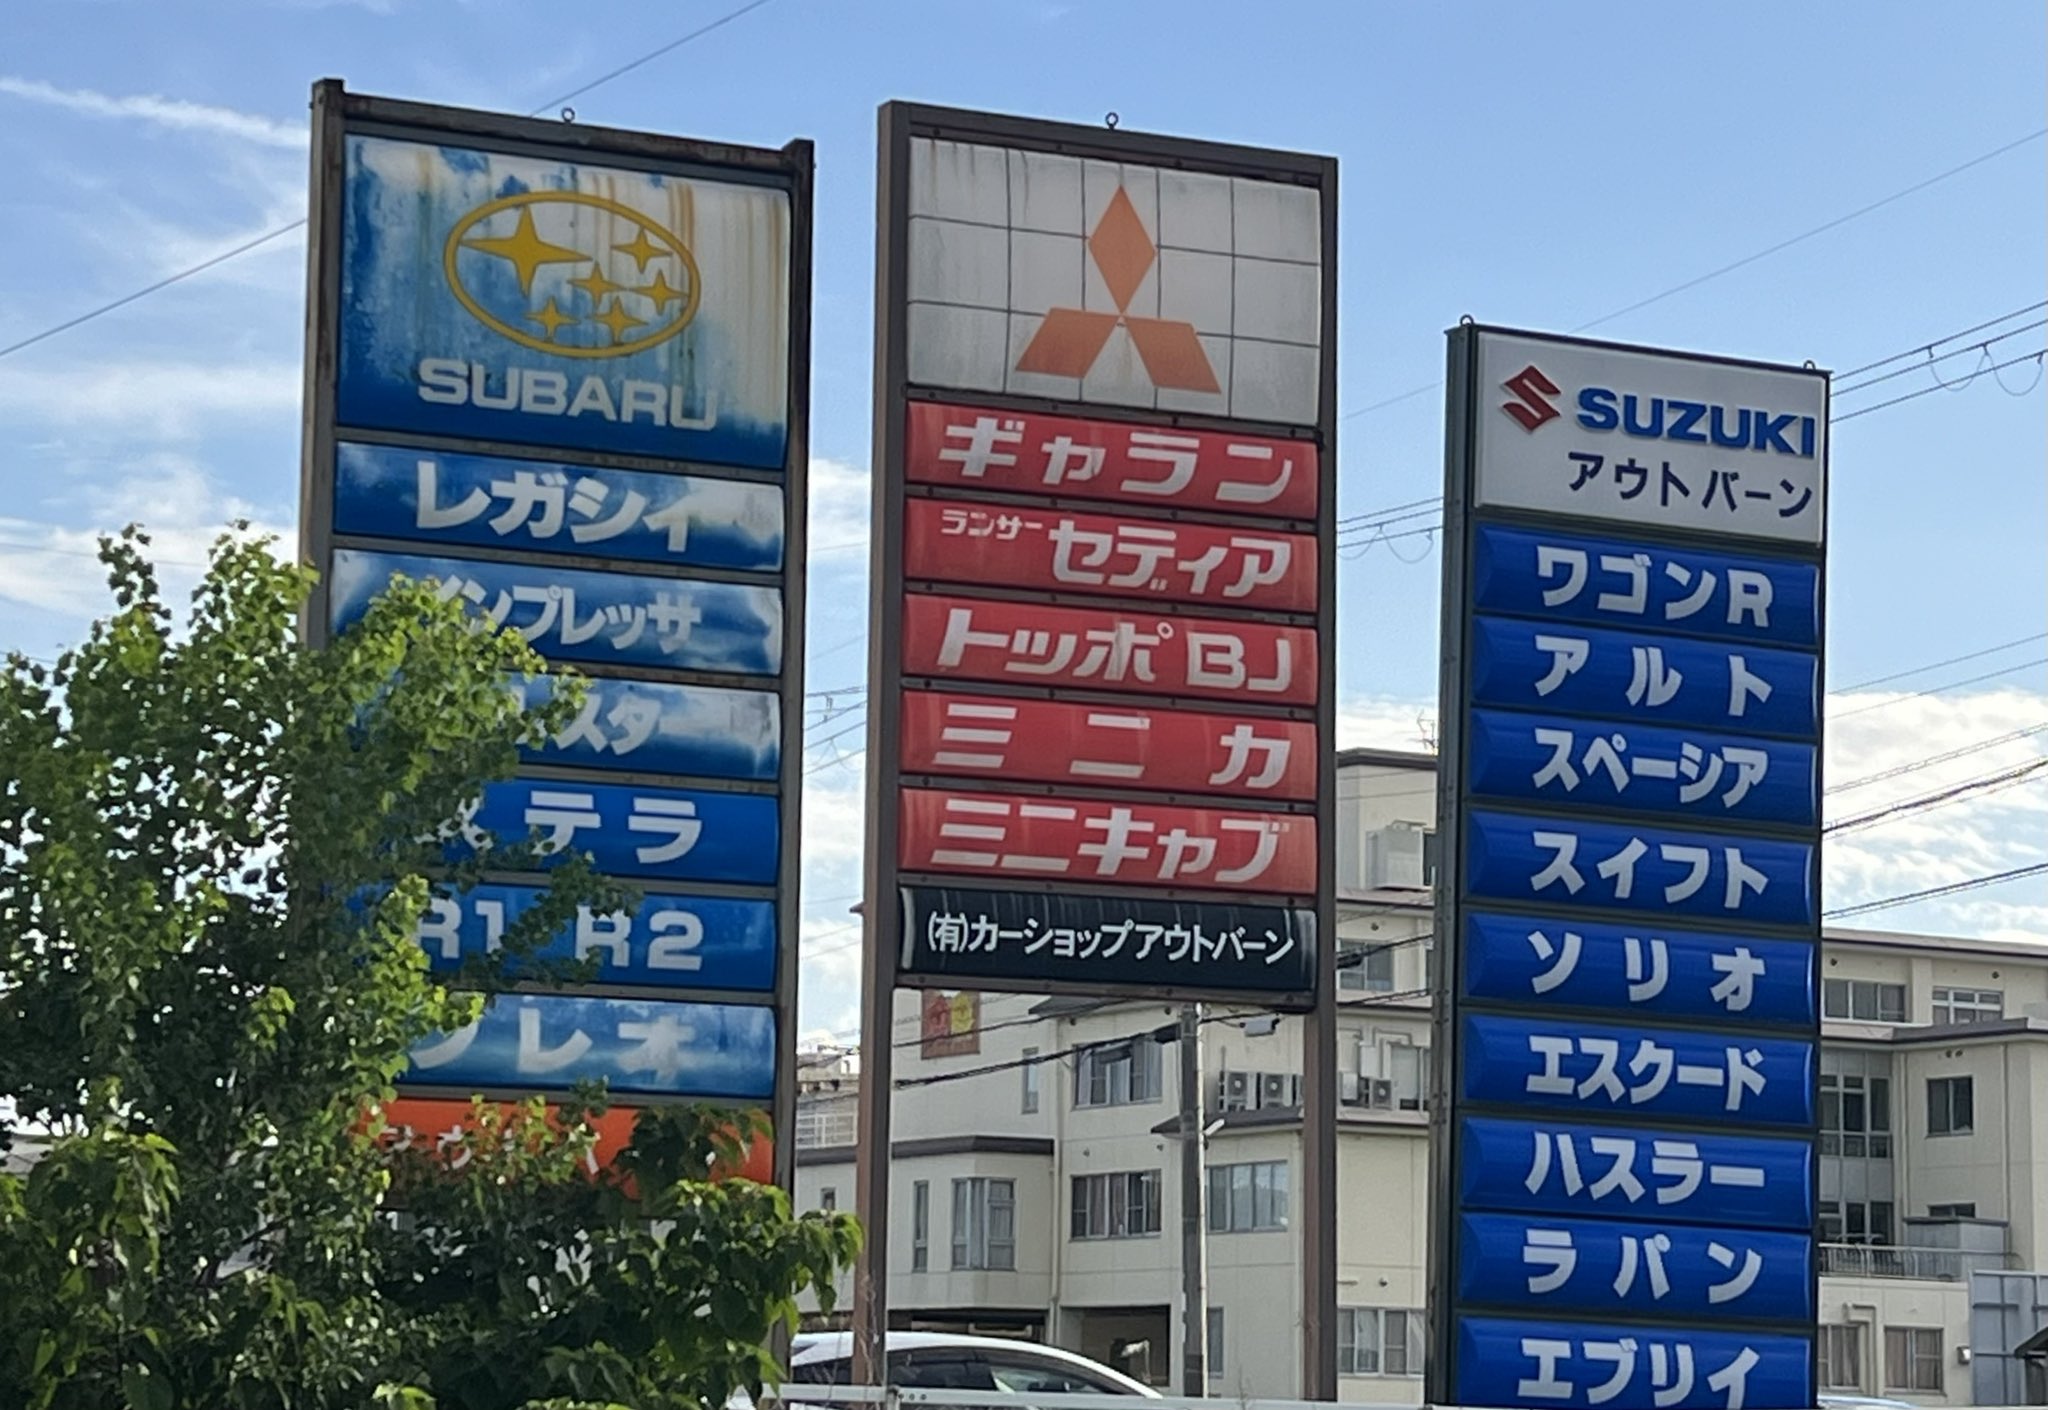 SUBARU
レガシィ
インプレッサ
ステラ
R1 R2
プレオ
ギャラン
ランサー セディア
トッポ BJ
ミニカ
ミニキャブ
(有)カーショップアウトバーン
SUZUKI
アウトバーン
ワゴンR
アルト
スペーシア
スイフト
ソリオ
エスクード
ハスラー
ラパン
エブリイ